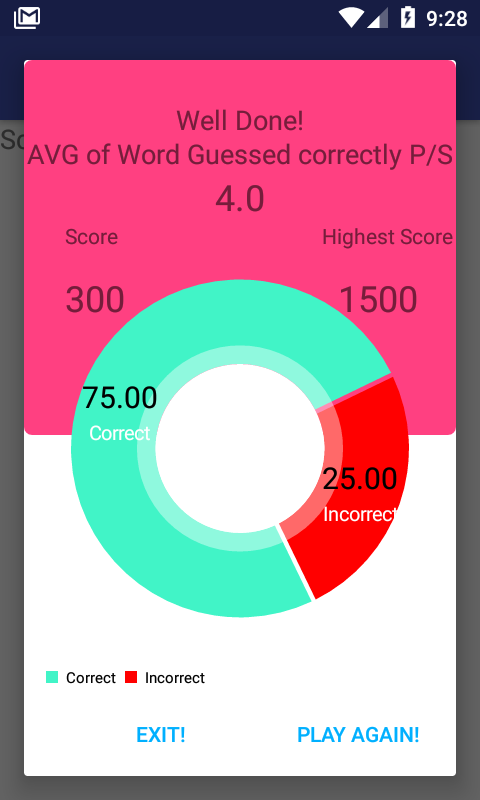 9:28
So
Well Done!
AVG of Word Guessed correctly P/S
4.0
Score Highest Score
300 1500
75.00
Correct
25.00
Incorrect
Correct Incorrect
EXIT! PLAY AGAIN!